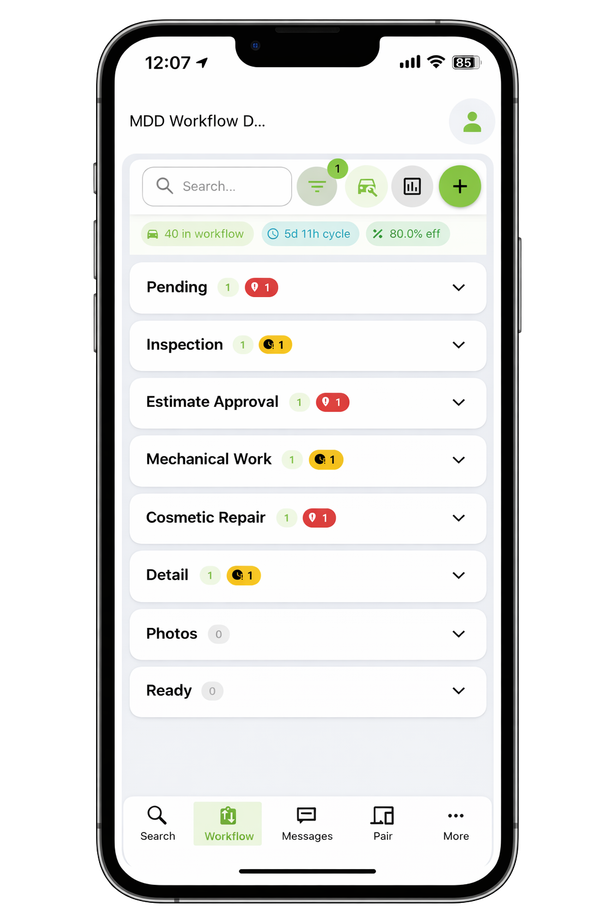 12:07
85
MDD Workflow D...
Search...
1
40 in workflow
5d 11h cycle
80.0% eff
Pending 1 1
Inspection 1 1
Estimate Approval 1 1
Mechanical Work 1 1
Cosmetic Repair 1 1
Detail 1 1
Photos 0
Ready 0
Search Workflow Messages Pair More